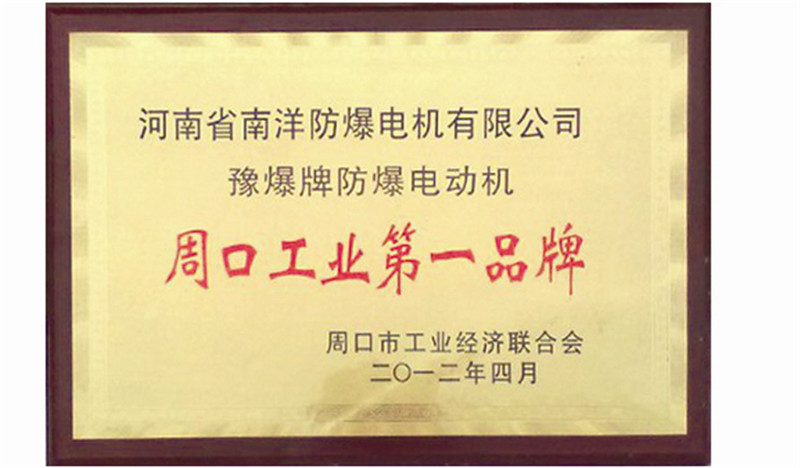 河南省南洋防爆电机有限公司
豫爆牌防爆电动机
周口工业第一品牌
周口市工业经济联合会
二〇一二年四月